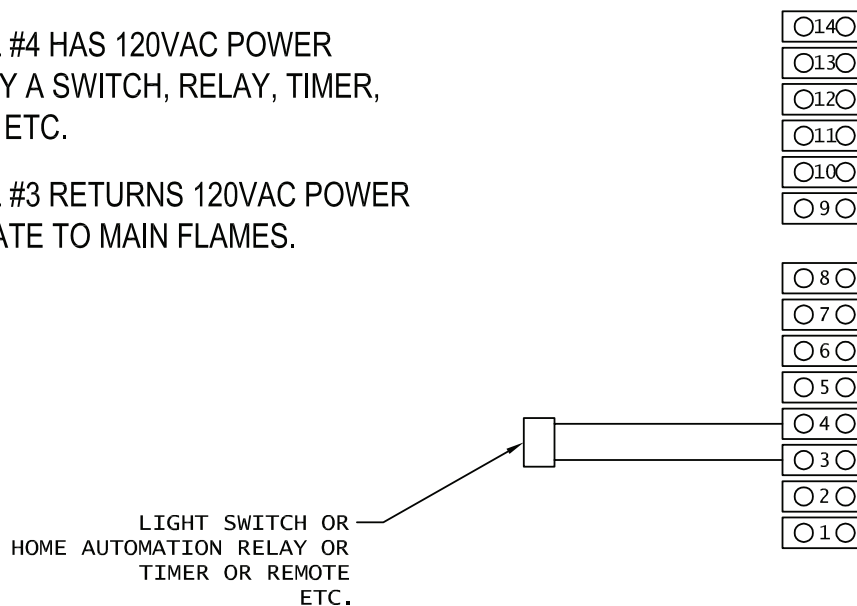 #4 HAS 120VAC POWER
Y A SWITCH, RELAY, TIMER,
ETC.
#3 RETURNS 120VAC POWER
ATE TO MAIN FLAMES.
14
13
12
11
10
9
8
7
6
5
4
3
2
1
LIGHT SWITCH OR
HOME AUTOMATION RELAY OR
TIMER OR REMOTE
ETC.